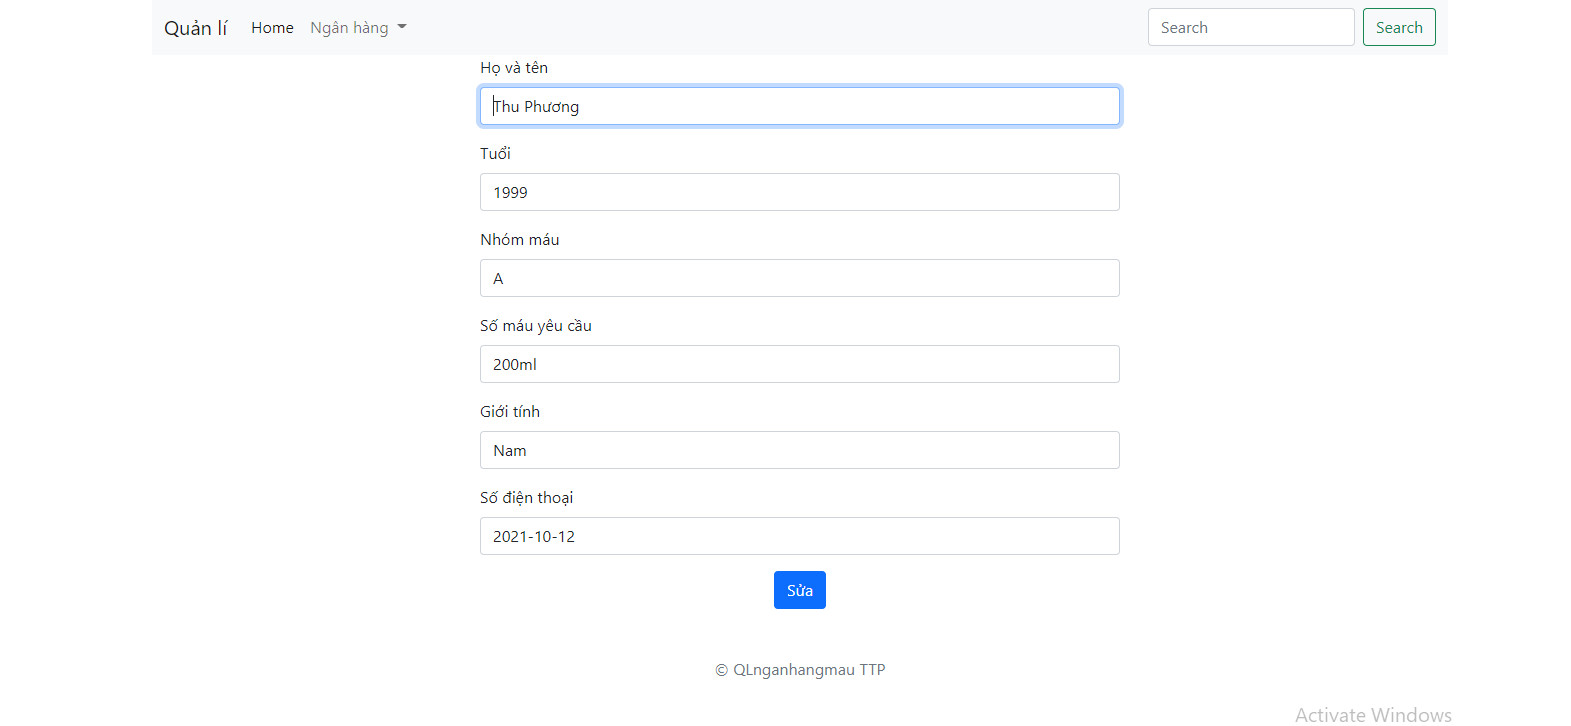 Quản lí Home Ngân hàng Search Search
Họ và tên
Thu Phương
Tuổi
1999
Nhóm máu
A
Số máu yêu cầu
200ml
Giới tính
Nam
Số điện thoại
2021-10-12
Sửa
© QLnganhangmau TTP
Activate Windows